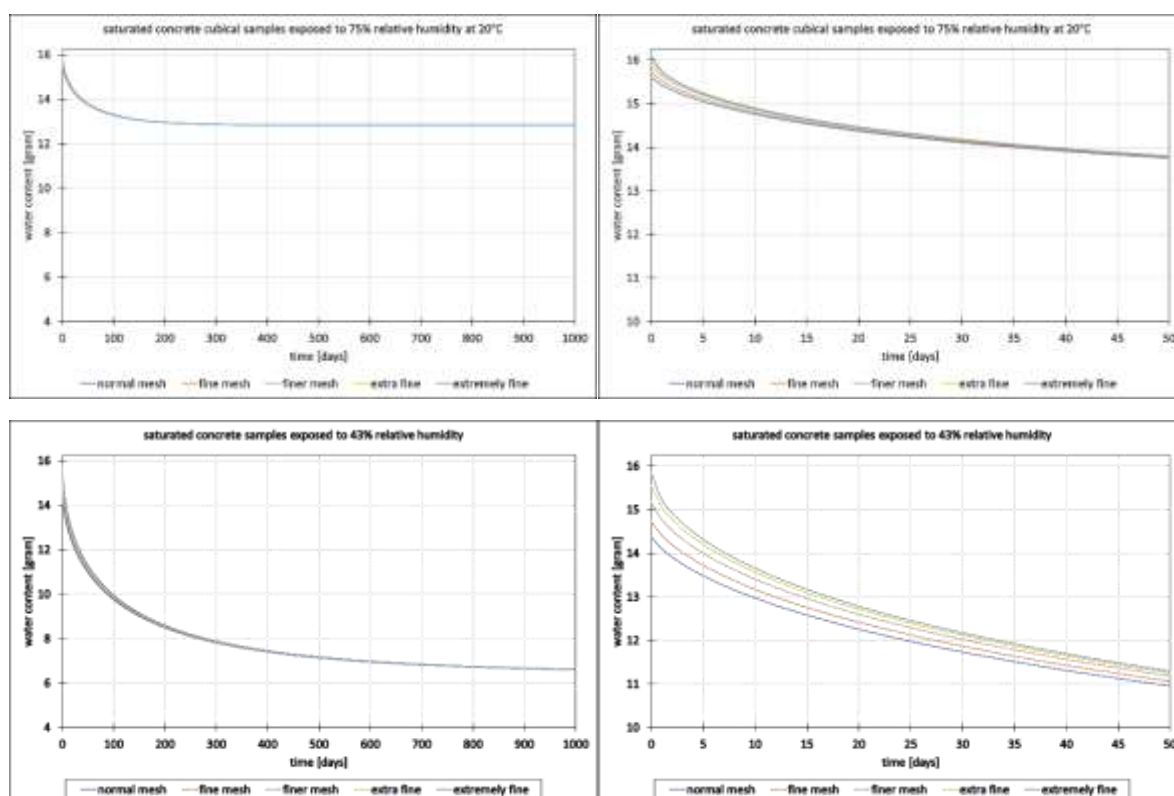 saturated concrete cubical samples exposed to 75% relative humidity at 20°C
water content [gram]
16
14
12
10
8
6
4
0 100 200 300 400 500 600 700 800 900 1000
time [days]
normal mesh fine mesh finer mesh extra fine extremely fine
saturated concrete cubical samples exposed to 75% relative humidity at 20°C
water content [gram]
16
15
14
13
12
11
10
0 5 10 15 20 25 30 35 40 45 50
time [days]
normal mesh fine mesh finer mesh extra fine extremely fine
saturated concrete samples exposed to 43% relative humidity
water content [gram]
16
14
12
10
8
6
4
0 100 200 300 400 500 600 700 800 900 1000
time [days]
normal mesh fine mesh finer mesh extra fine extremely fine
saturated concrete samples exposed to 43% relative humidity
water content [gram]
16
15
14
13
12
11
10
0 5 10 15 20 25 30 35 40 45 50
time [days]
normal mesh fine mesh finer mesh extra fine extremely fine